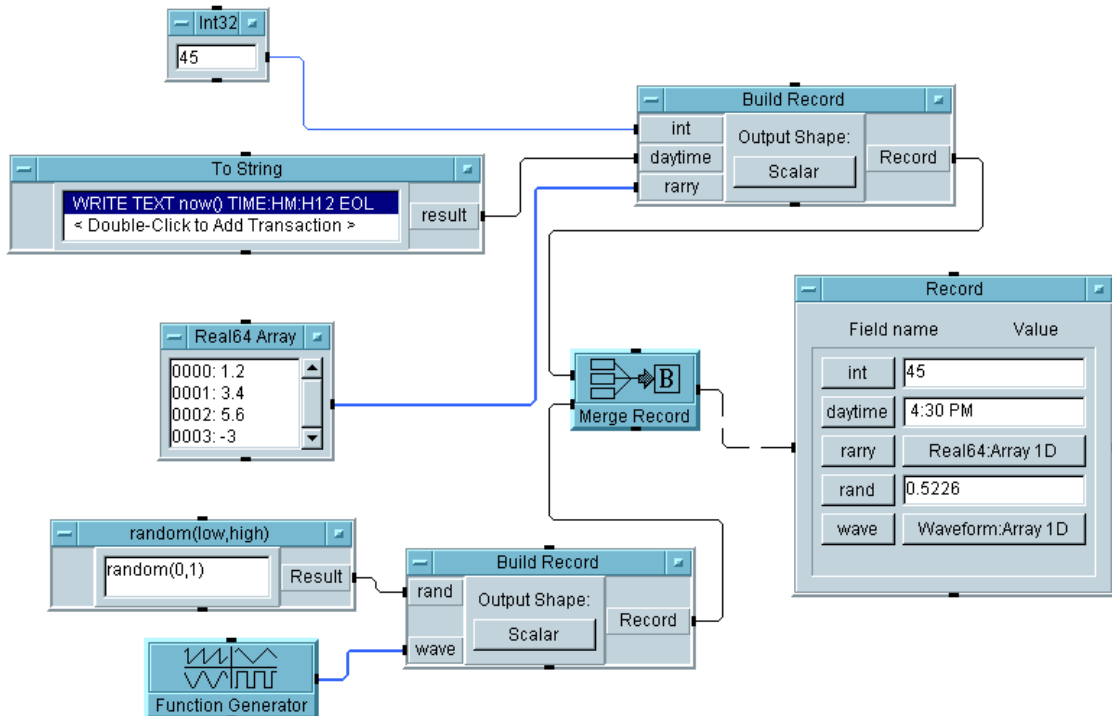 Int32
45
Build Record
int
daytime
rarry
Output Shape:
Scalar
Record
To String
WRITE TEXT now() TIME:HM:H12 EOL
< Double-Click to Add Transaction >
result
Real64 Array
0000: 1.2
0001: 3.4
0002: 5.6
0003: -3
B
Merge Record
Record
Field name Value
int 45
daytime 4:30 PM
rarry Real64:Array 1D
rand 0.5226
wave Waveform:Array 1D
random(low,high)
random(0,1)
Result
Build Record
rand
wave
Output Shape:
Scalar
Record
Function Generator